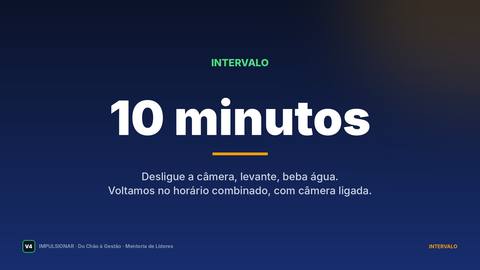 INTERVALO
10 minutos
Desligue a câmera, levante, beba água.
Voltamos no horário combinado, com câmera ligada.
V4 IMPULSIONAR · Do Chão à Gestão · Mentoria de Líderes
INTERVALO